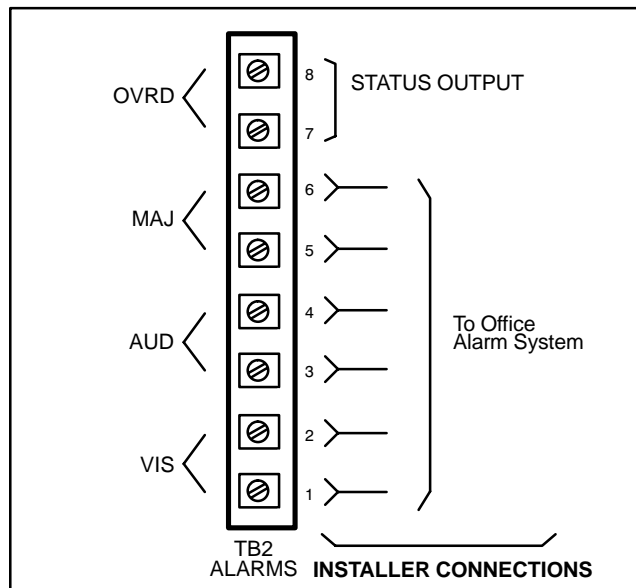 OVRD
8
STATUS OUTPUT
7
MAJ
6
5
AUD
4
To Office
Alarm System
3
VIS
2
1
TB2
ALARMS
INSTALLER CONNECTIONS